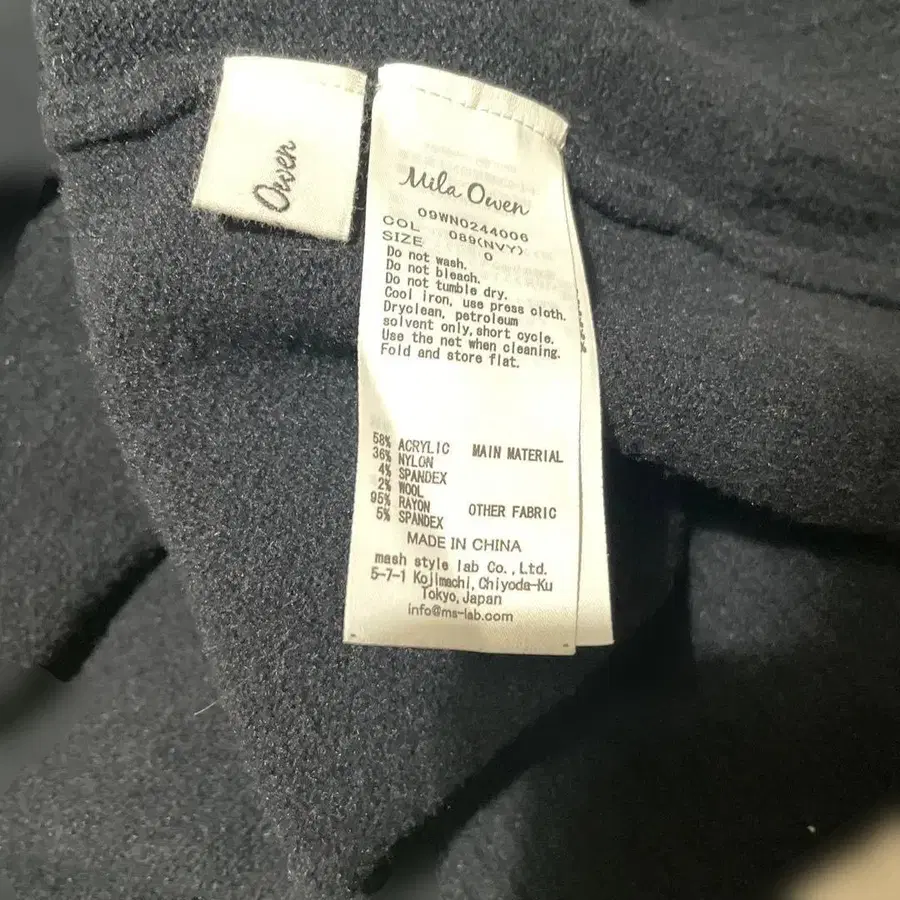 Owen
Mila Owen
09WN0244006
COL 089(NVY)
SIZE 0
Do not wash.
Do not bleach.
Do not tumble dry.
Cool iron, use press cloth.
Dryclean, petroleum
solvent only,short cycle.
Use the net when cleaning.
Fold and store flat.
58% ACRYLIC MAIN MATERIAL
36% NYLON
4% SPANDEX
2% WOOL
95% RAYON OTHER FABRIC
5% SPANDEX
MADE IN CHINA
mash style lab Co.,Ltd.
5-7-1 Kojimachi,Chiyoda-Ku
Tokyo,Japan
info@ms-lab.com